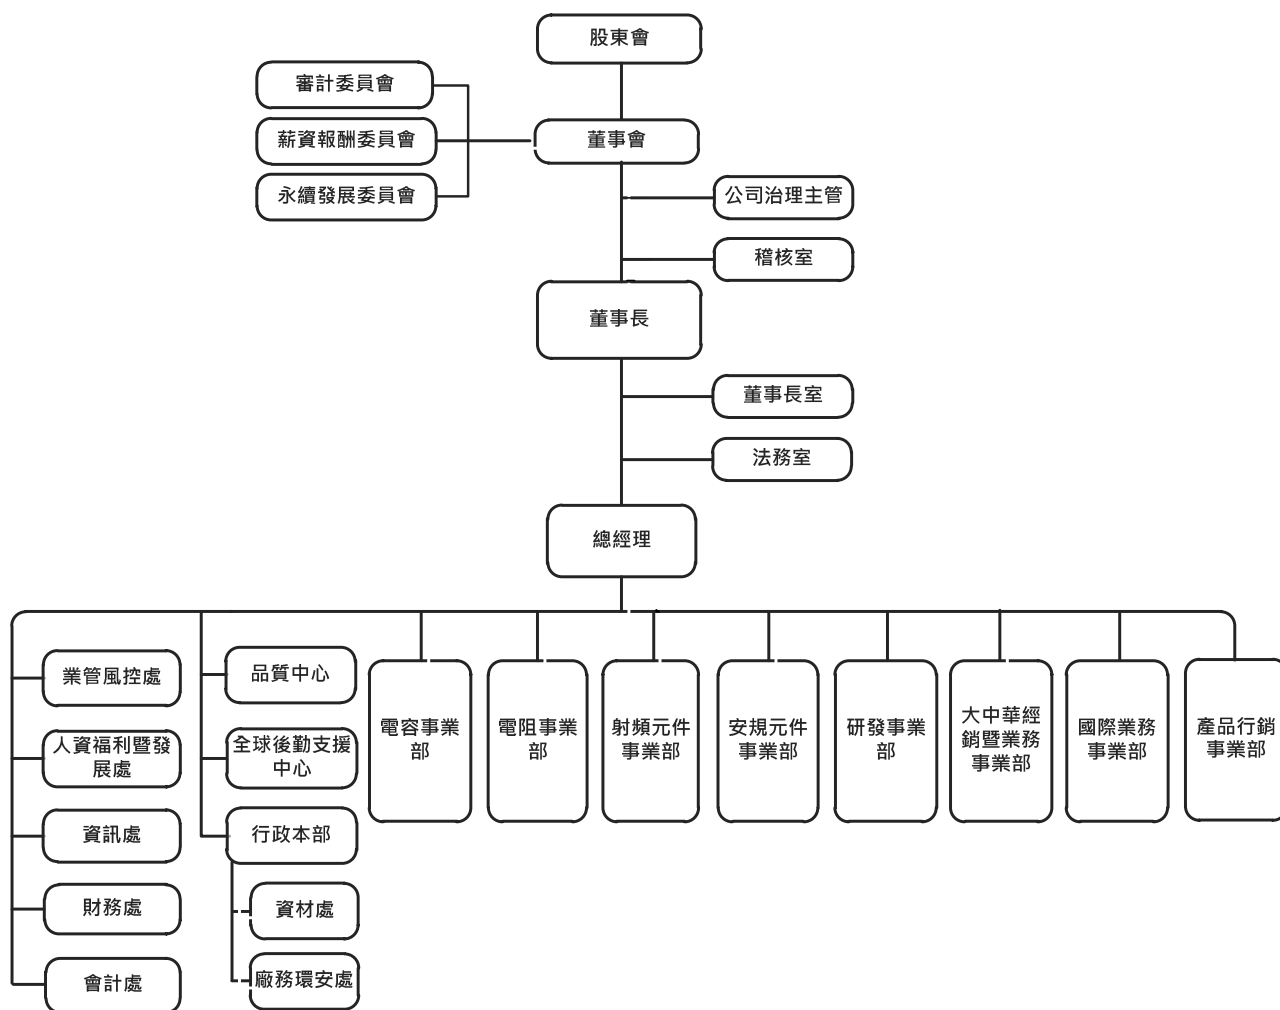 股東會
審計委員會
薪資報酬委員會
董事會
永續發展委員會
公司治理主管
稽核室
董事長
董事長室
法務室
總經理
業管風控處
人資福利暨發
展處
資訊處
財務處
會計處
品質中心
全球後勤支援
中心
行政本部
資材處
廠務環安處
電容事業
部
電阻事業
部
射頻元件
事業部
安規元件
事業部
研發事業
部
大中華經
銷暨業務
事業部
國際業務
事業部
產品行銷
事業部